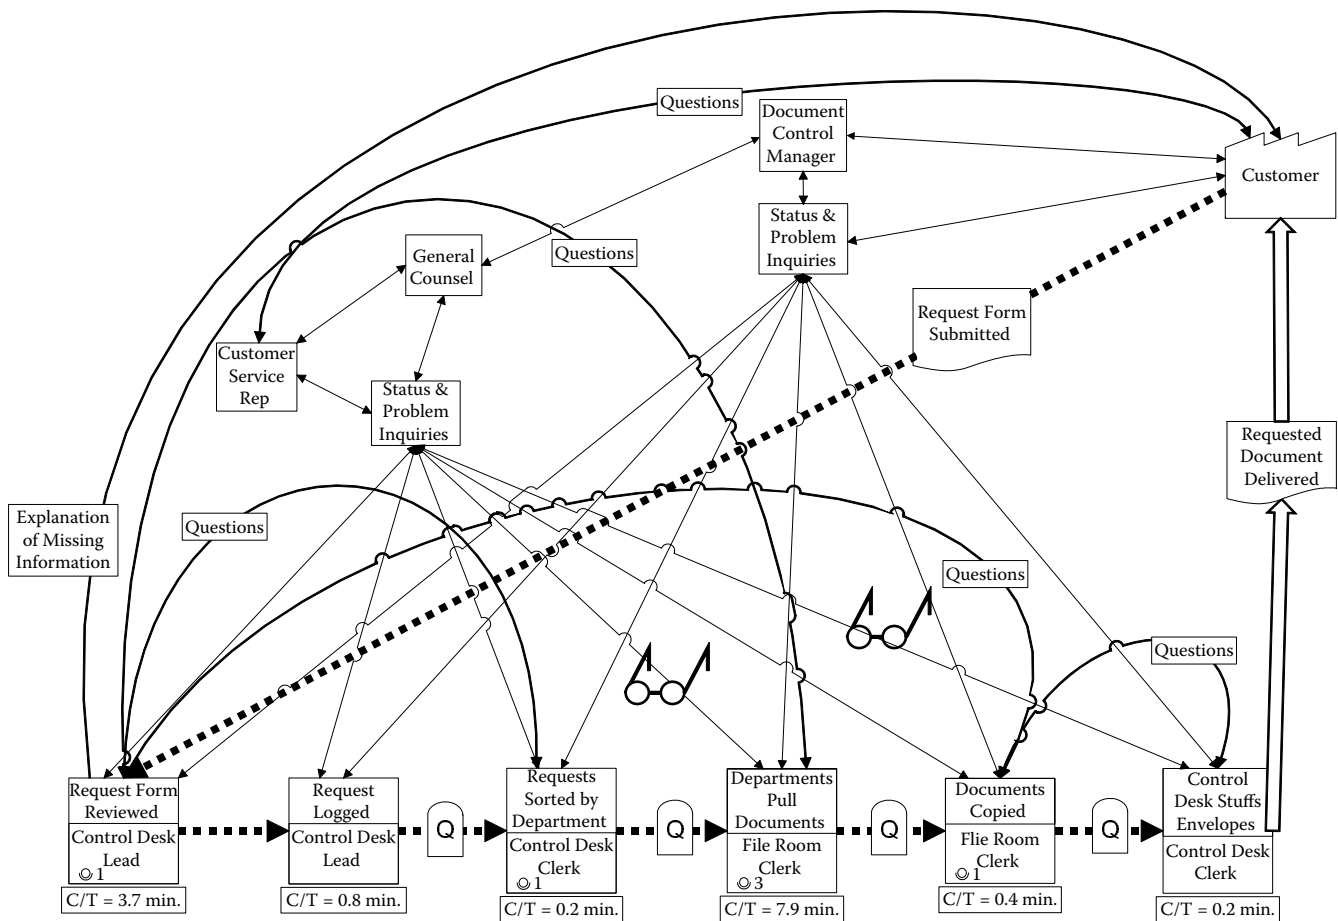 Questions
Document
Control
Manager
Customer
Status &
Problem
Inquiries
General
Counsel
Questions
Request Form
Submitted
Customer
Service
Rep
Status &
Problem
Inquiries
Requested
Document
Delivered
Explanation
of Missing
Information
Questions
Questions
Questions
Request Form
Reviewed
Control Desk
Lead
1
C/T = 3.7 min.
Request
Logged
Control Desk
Lead
C/T = 0.8 min.
Q
Requests
Sorted by
Department
Control Desk
Clerk
1
C/T = 0.2 min.
Q
Departments
Pull
Documents
File Room
Clerk
3
C/T = 7.9 min.
Q
Documents
Copied
Flie Room
Clerk
1
C/T = 0.4 min.
Q
Control
Desk Stuffs
Envelopes
Control Desk
Clerk
C/T = 0.2 min.